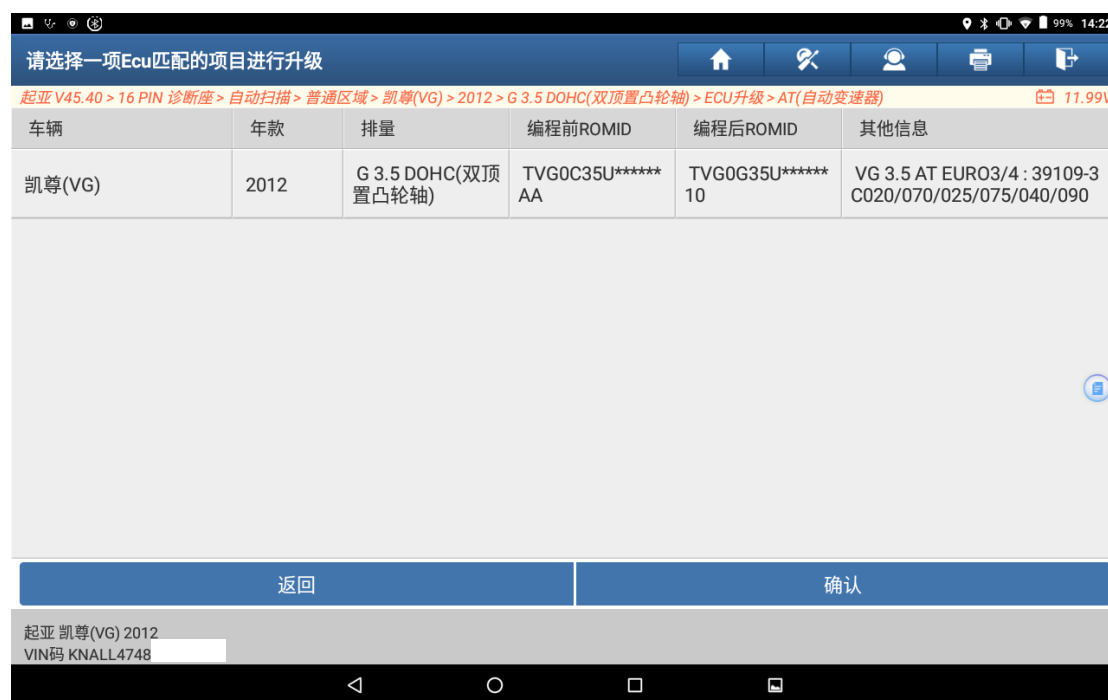 99% 14:22
请选择一项Ecu匹配的项目进行升级
起亚 V45.40 > 16 PIN 诊断座 > 自动扫描 > 普通区域 > 凯尊(VG) > 2012 > G 3.5 DOHC(双顶置凸轮轴) > ECU升级 > AT(自动变速器) 11.99V
车辆 年款 排量 编程前ROMID 编程后ROMID 其他信息
凯尊(VG) 2012 G 3.5 DOHC(双顶 TVG0C35U****** TVG0G35U****** VG 3.5 AT EURO3/4 : 39109-3
置凸轮轴) AA 10 C020/070/025/075/040/090
返回 确认
起亚 凯尊(VG) 2012
VIN码 KNALL4748